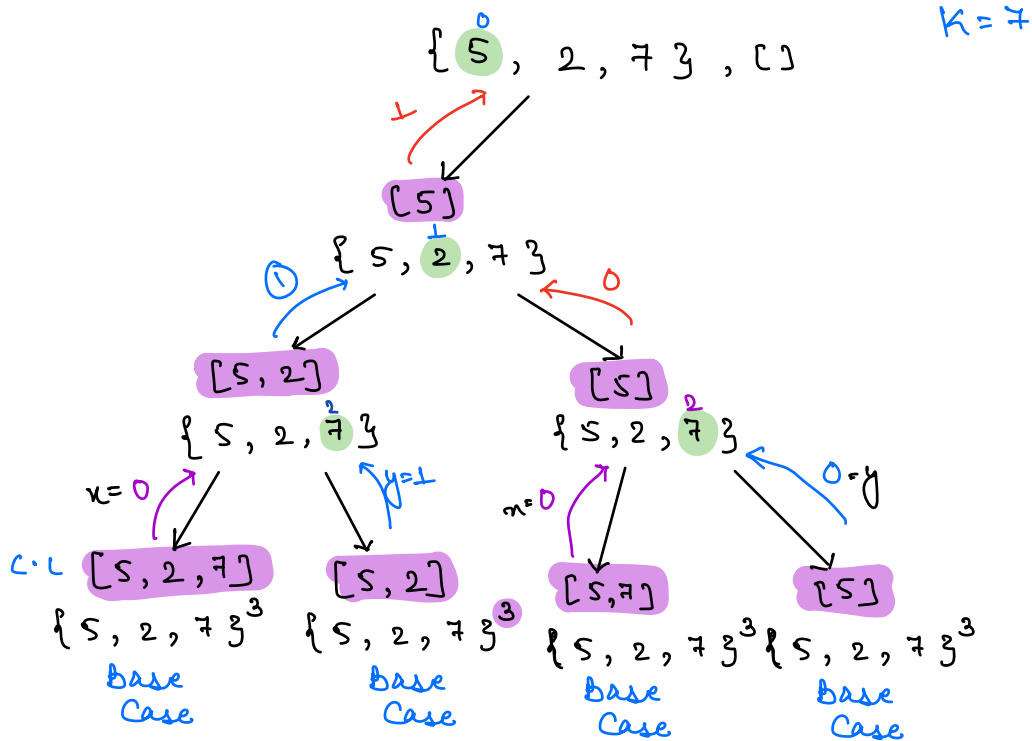 0
K = 7
{ 5, 2, 7 } , [ ]
1
[5]
1
{ 5, 2, 7 }
1
0
[5, 2]
[5]
2
2
{ 5, 2, 7 }
{ 5, 2, 7 }
x = 0
y = 1
x = 0
0 = y
C.L
[5, 2, 7]
[5, 2]
[5, 7]
[5]
{ 5, 2, 7 }³
{ 5, 2, 7 }³
{ 5, 2, 7 }³
{ 5, 2, 7 }³
Base
Case
Base
Case
Base
Case
Base
Case